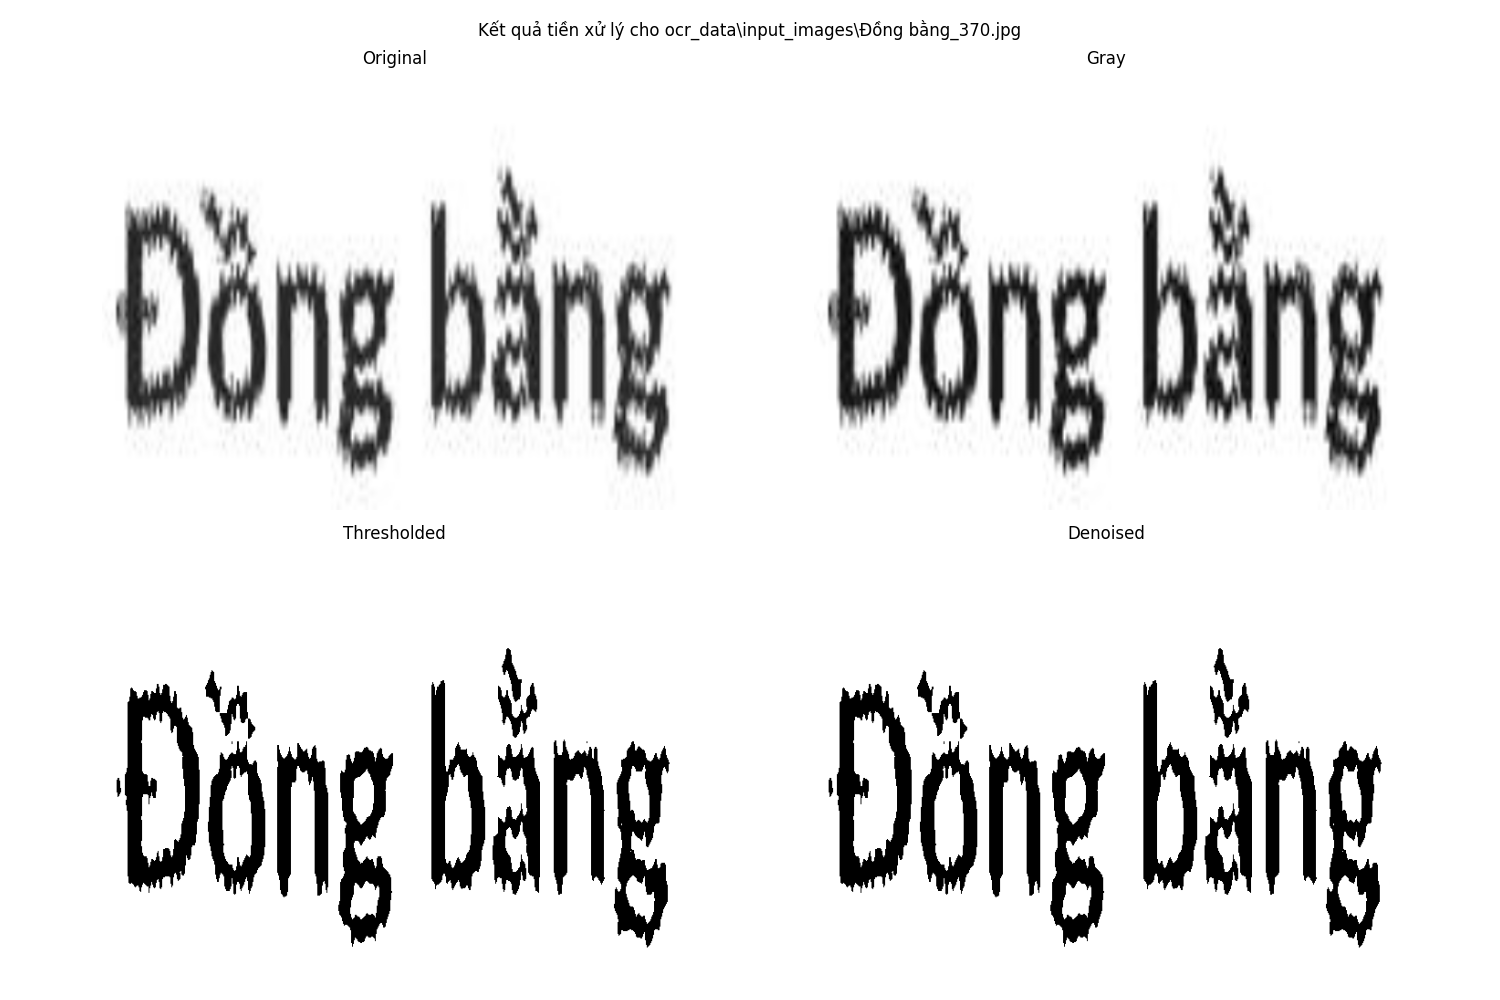 Kết quả tiền xử lý cho ocr_data\input_images\Đồng bằng_370.jpg
Original
Gray
Đồng bằng
Đồng bằng
Thresholded
Denoised
Đồng bằng
Đồng bằng